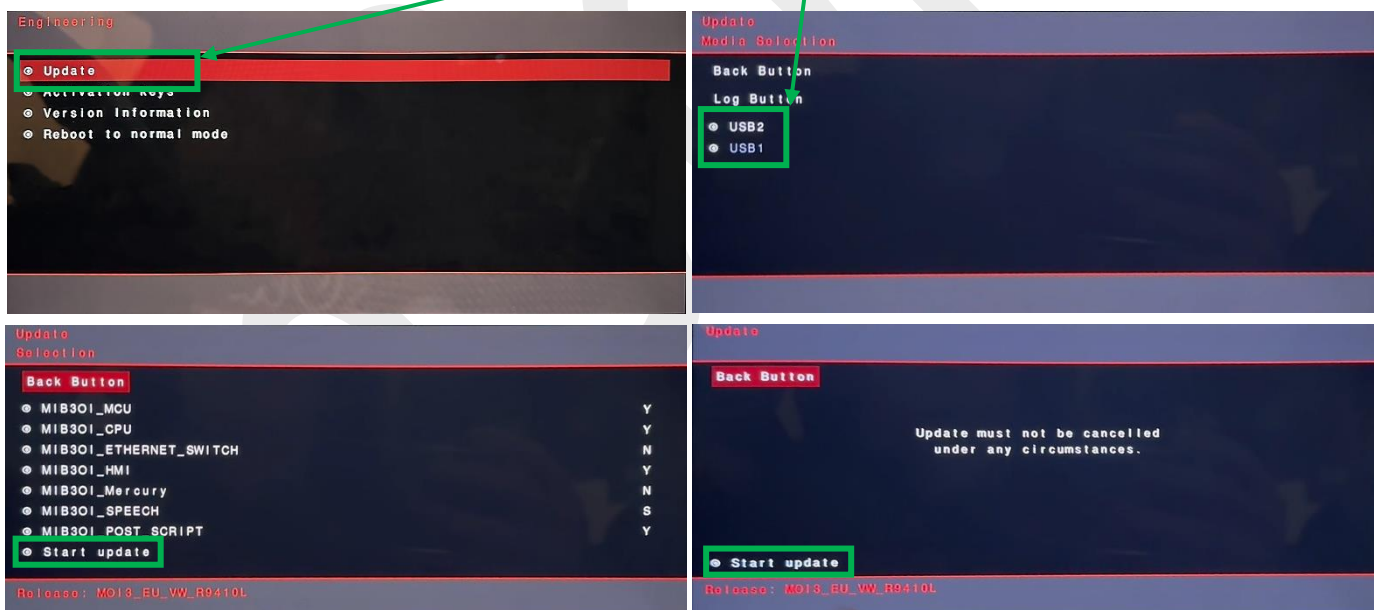 Engineering
Update
Activation keys
Version Information
Reboot to normal mode
Update
Media Selection
Back Button
Log Button
USB2
USB1
Update
Selection
Back Button
MIB3OI_MCU Y
MIB3OI_CPU Y
MIB3OI_ETHERNET_SWITCH N
MIB3OI_HMI Y
MIB3OI_Mercury N
MIB3OI_SPEECH S
MIB3OI_POST_SCRIPT Y
Start update
Release: MOI3_EU_VW_R9410L
Update
Back Button
Update must not be cancelled
under any circumstances.
Start update
Release: MOI3_EU_VW_R9410L